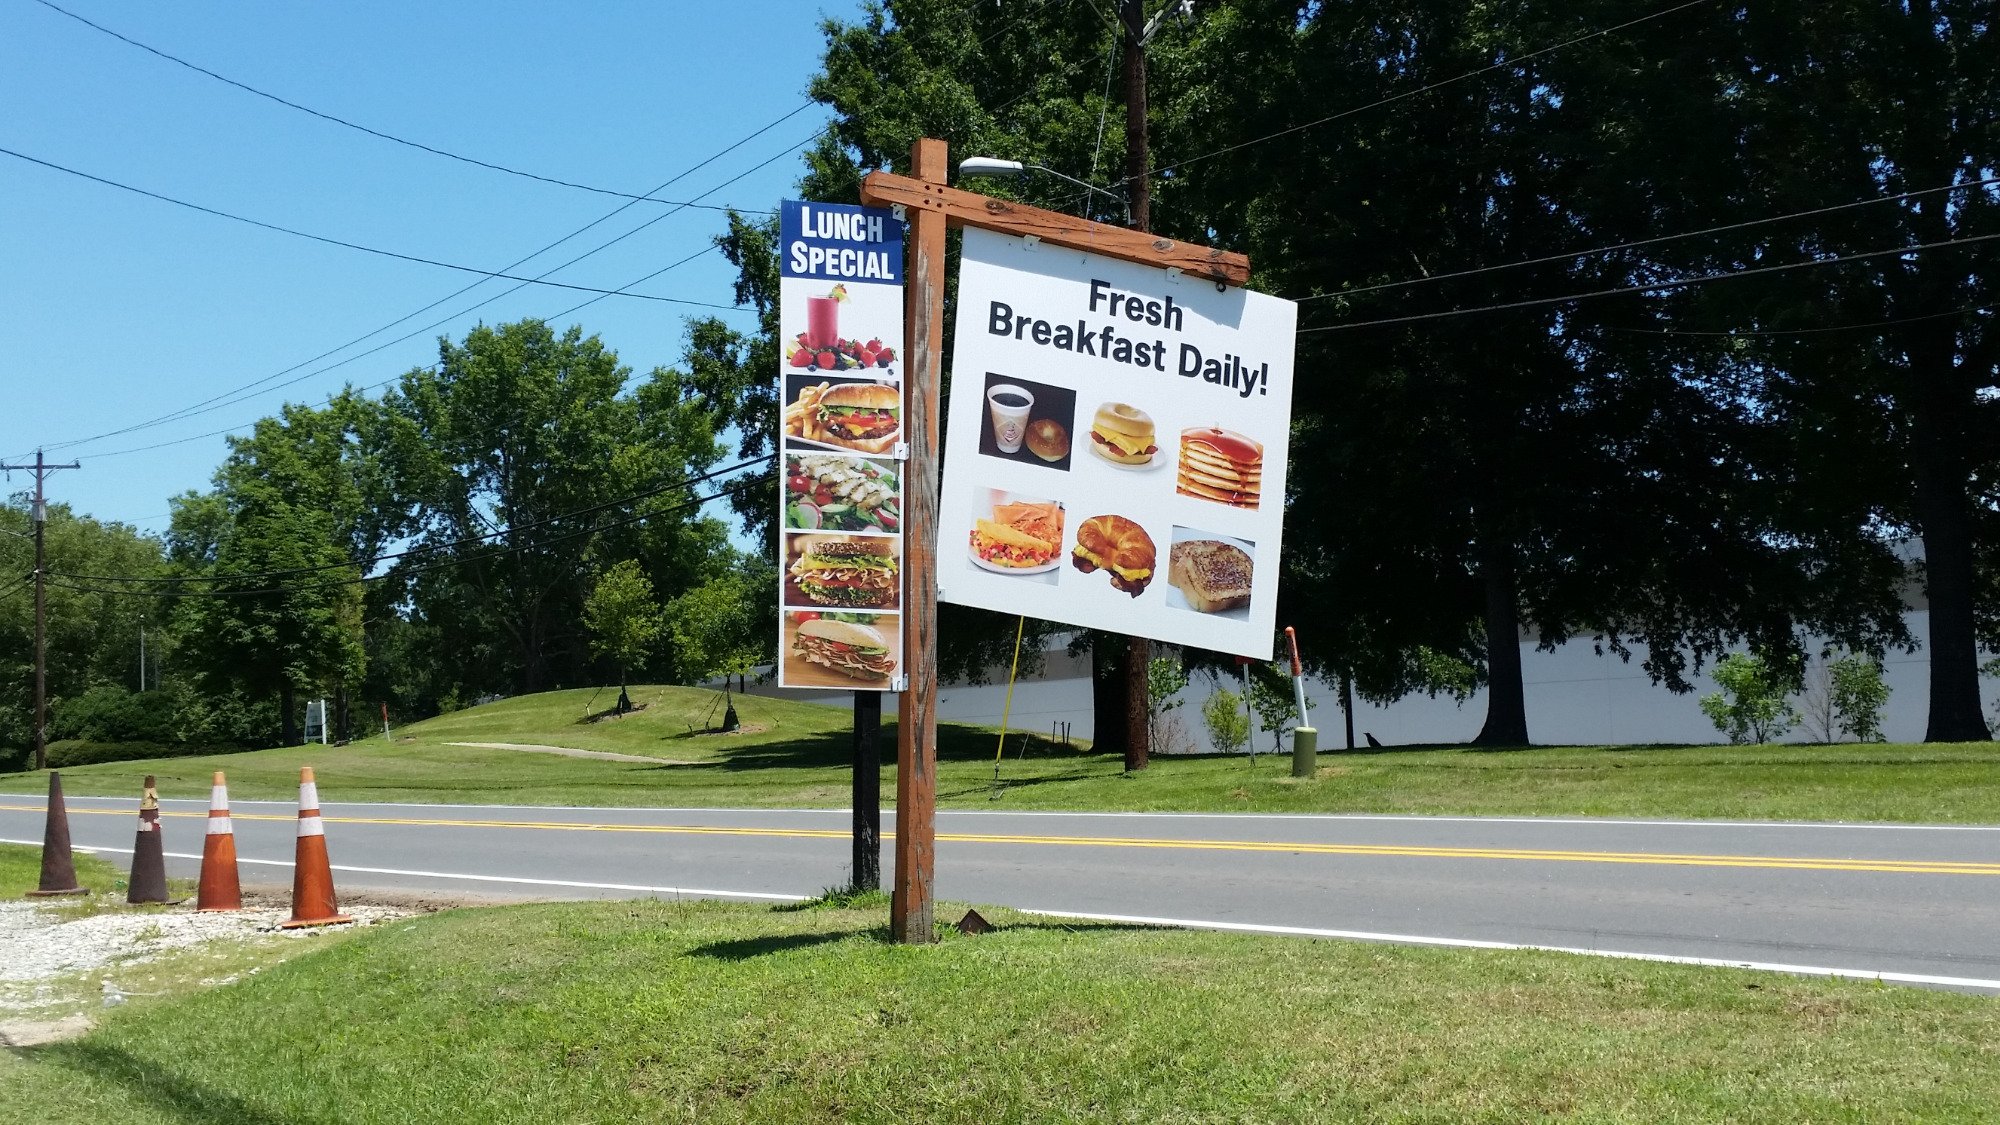 LUNCH
SPECIAL
Fresh
Breakfast Daily!